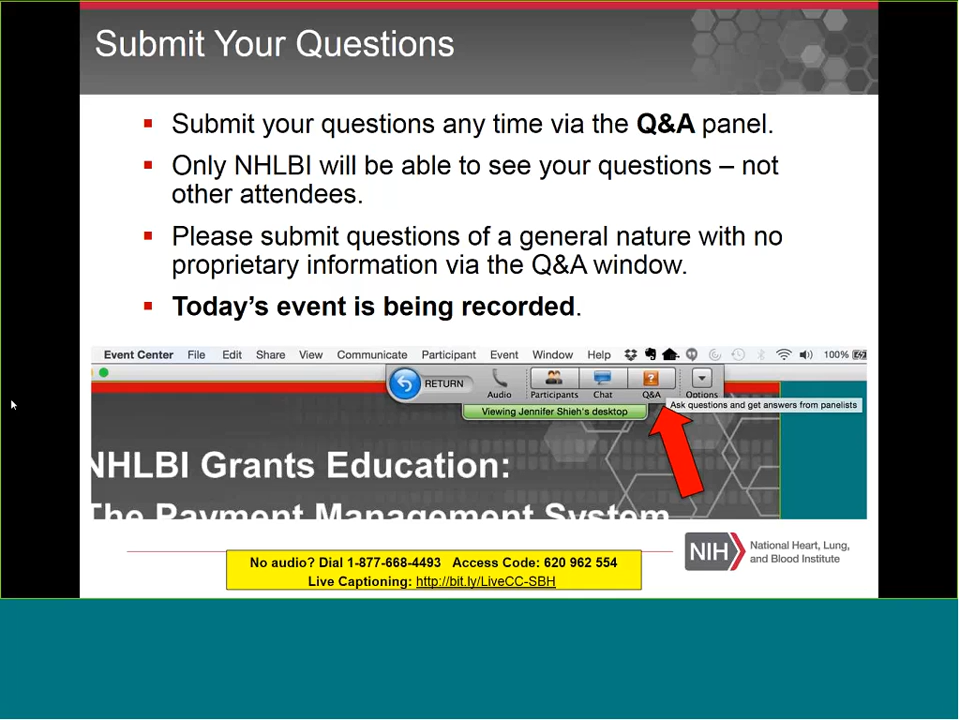 Submit Your Questions
Submit your questions any time via the Q&A panel.
Only NHLBI will be able to see your questions – not
other attendees.
Please submit questions of a general nature with no
proprietary information via the Q&A window.
Today's event is being recorded.
Event Center File Edit Share View Communicate Participant Event Window Help 100%
RETURN Audio Participants Chat Q&A Options
Ask questions and get answers from panelists
Viewing Jennifer Shieh's desktop
NHLBI Grants Education:
The Payment Management System
No audio? Dial 1-877-668-4493 Access Code: 620 962 554
Live Captioning: http://bit.ly/LiveCC-SBH
NIH National Heart, Lung,
and Blood Institute